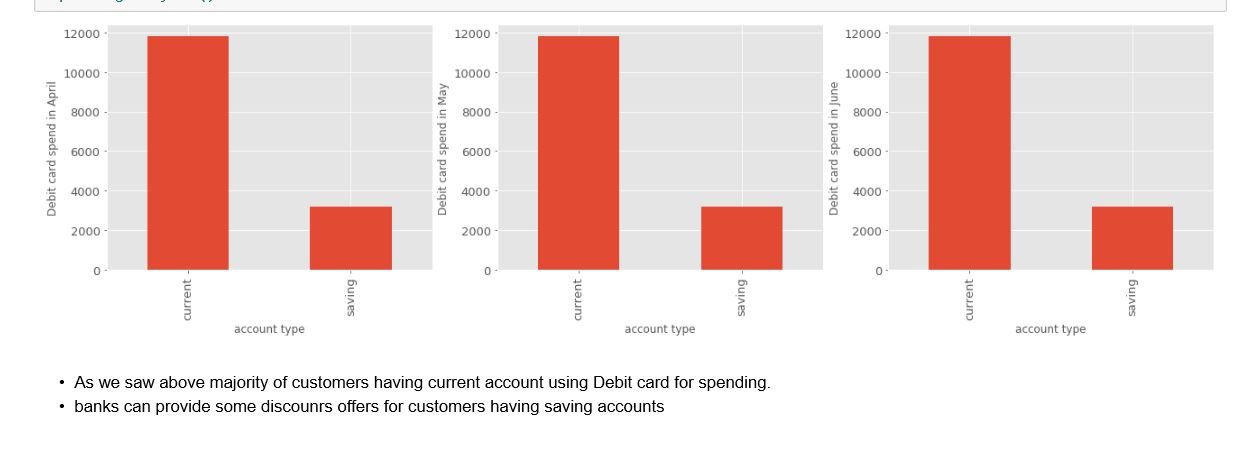 12000
10000
8000
6000
4000
2000
0
Debit card spend in April
current
saving
account type
12000
10000
8000
6000
4000
2000
0
Debit card spend in May
current
saving
account type
12000
10000
8000
6000
4000
2000
0
Debit card spend in June
current
saving
account type
• As we saw above majority of customers having current account using Debit card for spending.
• banks can provide some discounrs offers for customers having saving accounts